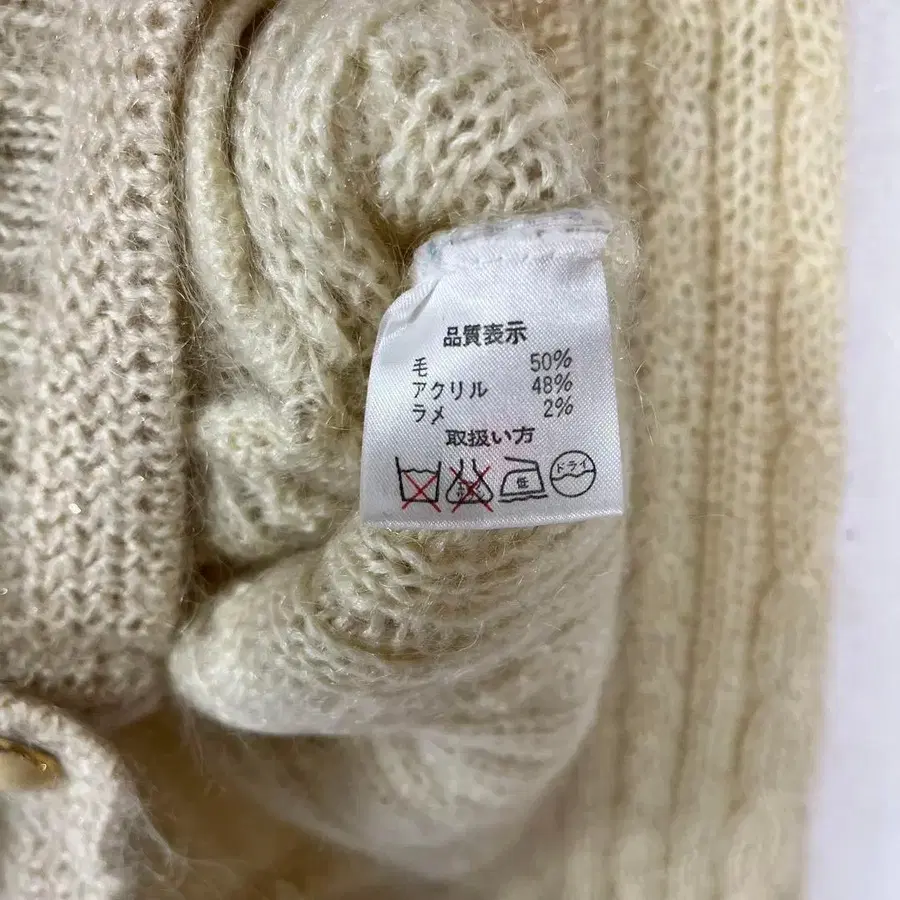 品質表示
毛 50%
アクリル 48%
ラメ 2%
取扱い方
低 ドライ